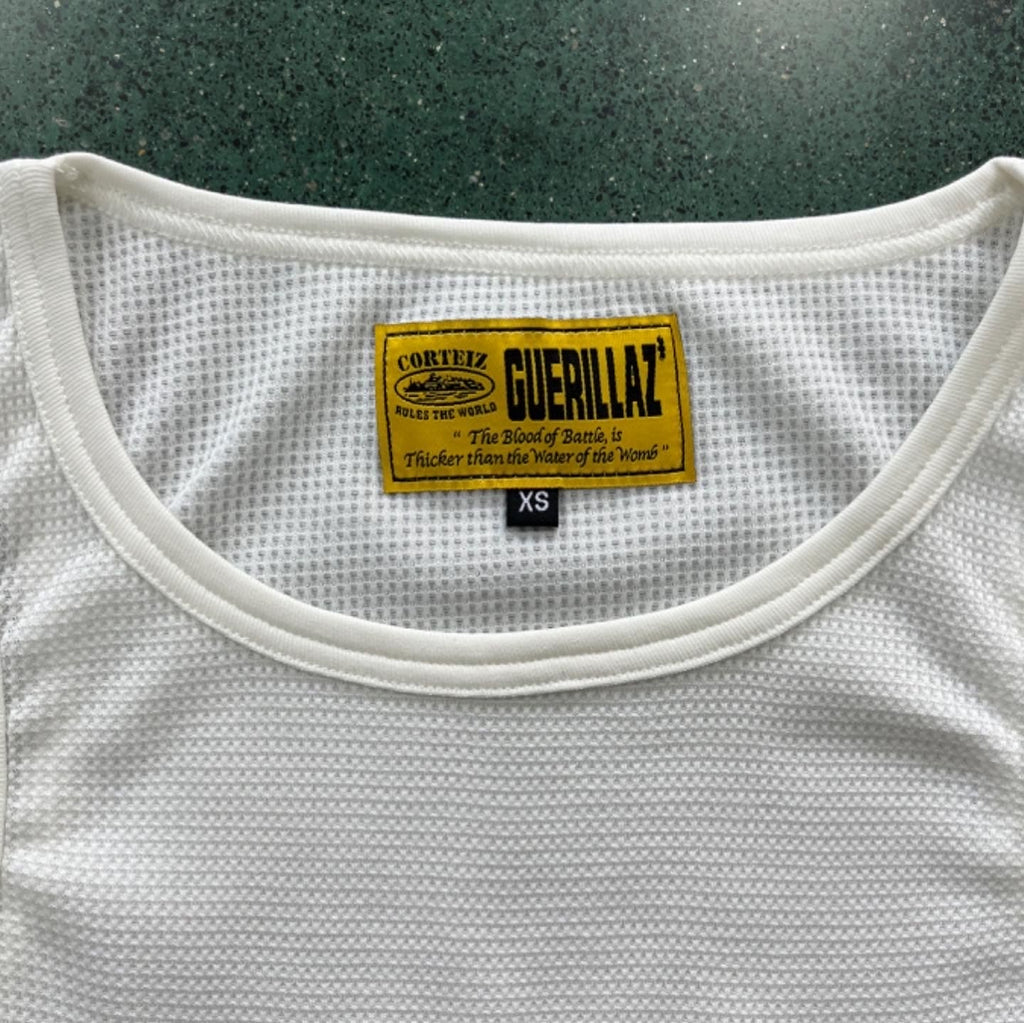 CORTEIZ
RULES THE WORLD
GUERILLAZ
" The Blood of Battle, is
Thicker than the Water of the Womb "
XS